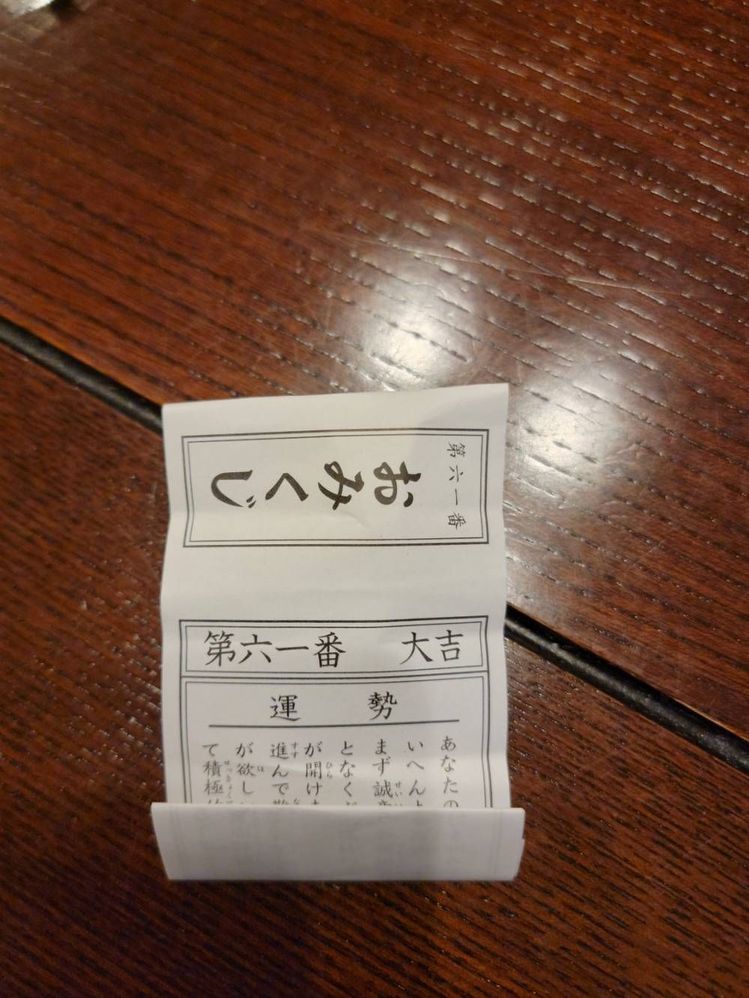 第六一番
おみくじ
第六一番 大吉
運勢
あなたの
いへん
まず誠
となく
が開け
進んで
が欲し
て積極